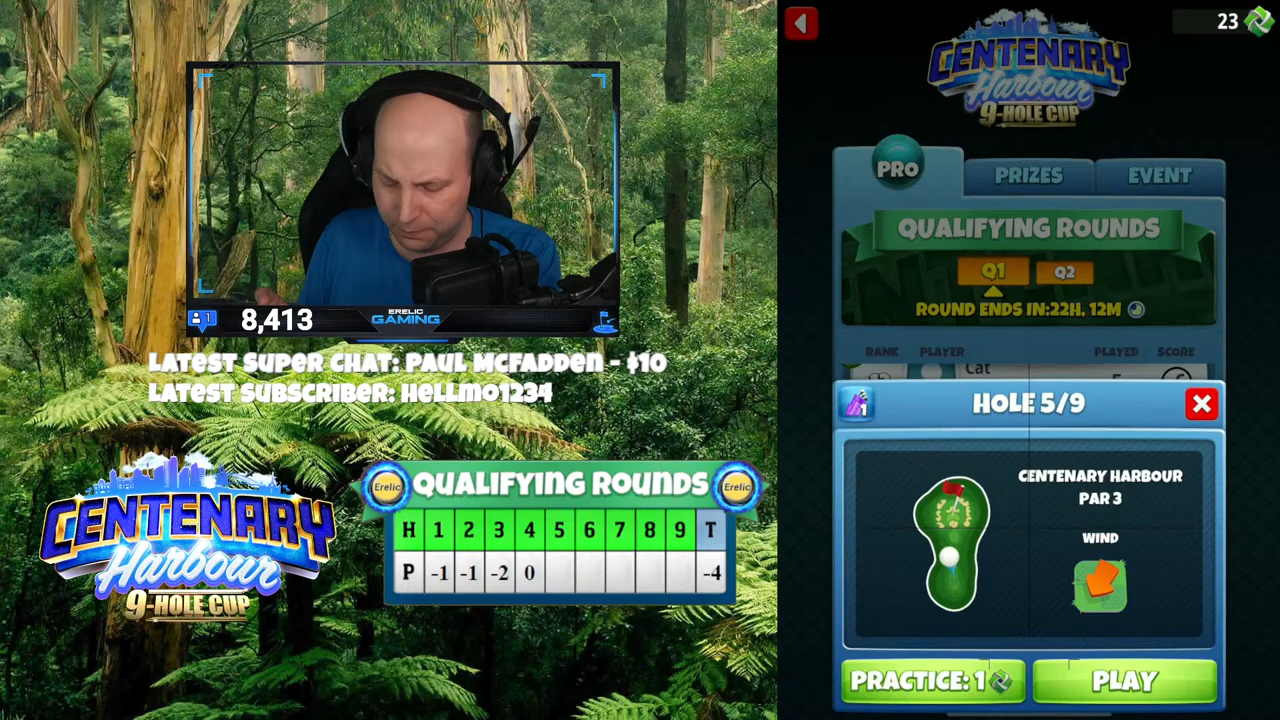 1
8,413
ERELIC
GAMING
Latest Super Chat: Paul McFadden - $10
Latest Subscriber: Hellmo1234
CENTENARY
Harbour
9-HOLE CUP
Erelic
QUALIFYING ROUNDS
Erelic
H 1 2 3 4 5 6 7 8 9 T
P -1 -1 -2 0 -4
23
CENTENARY
Harbour
9-HOLE CUP
PRO
PRIZES
EVENT
QUALIFYING ROUNDS
Q1
Q2
ROUND ENDS IN:22H, 12M
RANK PLAYER PLAYED SCORE
Cat
1
HOLE 5/9
CENTENARY HARBOUR
PAR 3
WIND
PRACTICE: 1
PLAY